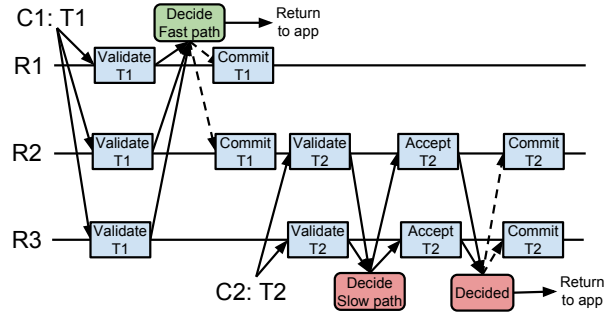 C1: T1
Decide
Fast path
Return
to app
R1
Validate
T1
Commit
T1
R2
Validate
T1
Commit
T1
Validate
T2
Accept
T2
Commit
T2
R3
Validate
T1
Validate
T2
Accept
T2
Commit
T2
C2: T2
Decide
Slow path
Decided
Return
to app